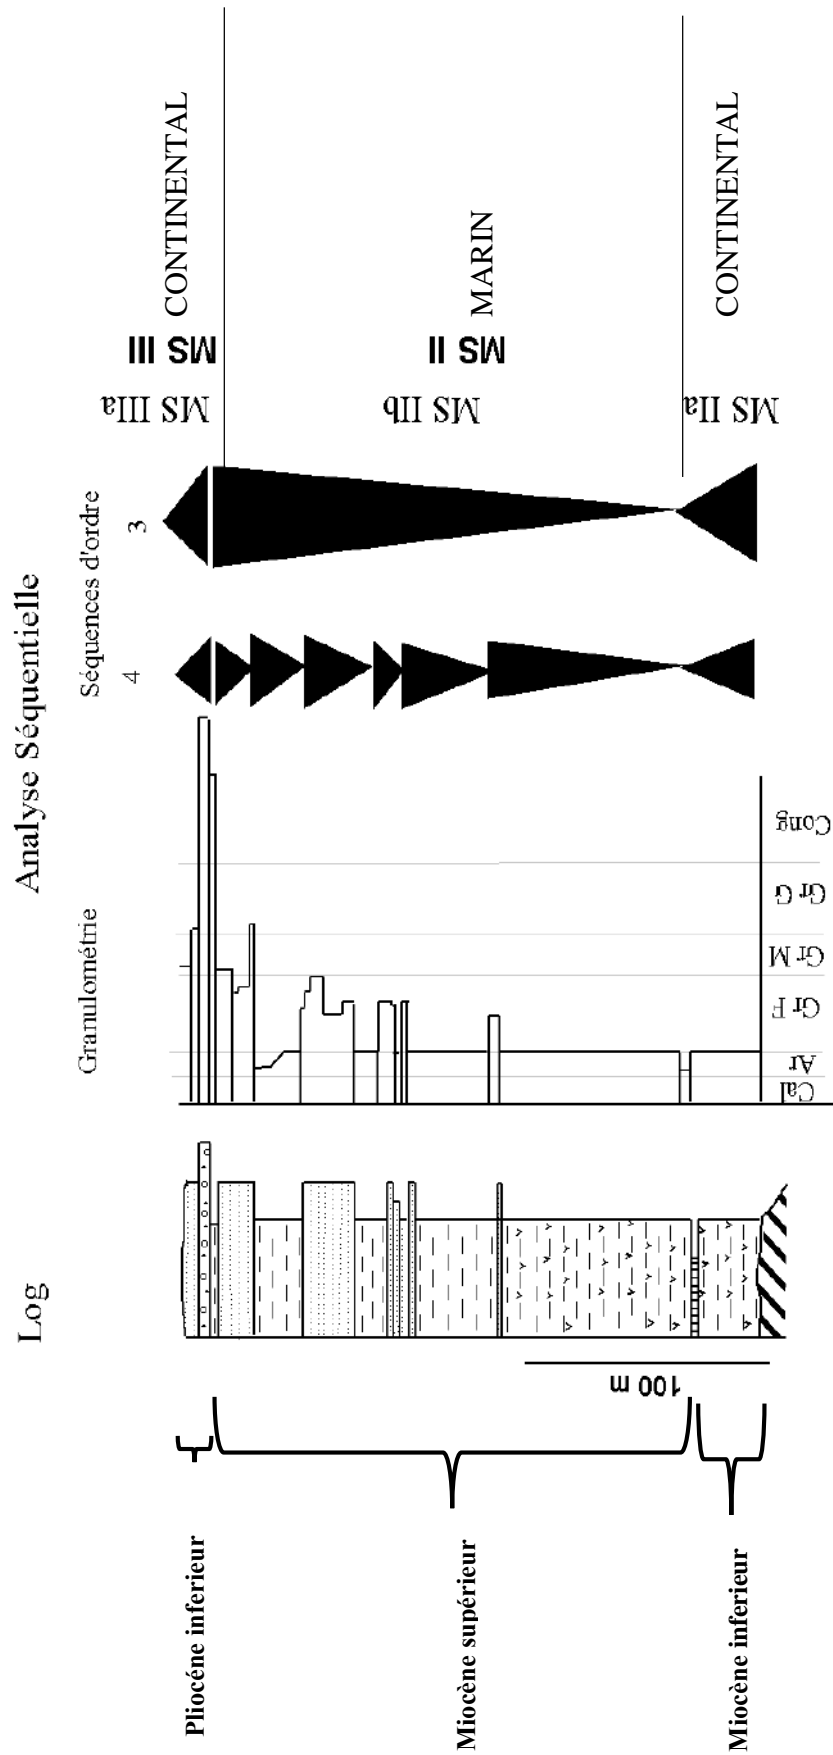 Analyse Séquentielle
Log
Granulométrie
Séquences d'ordre
4
3
MS IIIa
MS III
CONTINENTAL
MS IIb
MS II
MARIN
MS IIa
CONTINENTAL
Cal
Ar
Gr F
Gr M
Gr G
Cong
100 m
Pliocéne inferieur
Miocène supérieur
Miocène inferieur